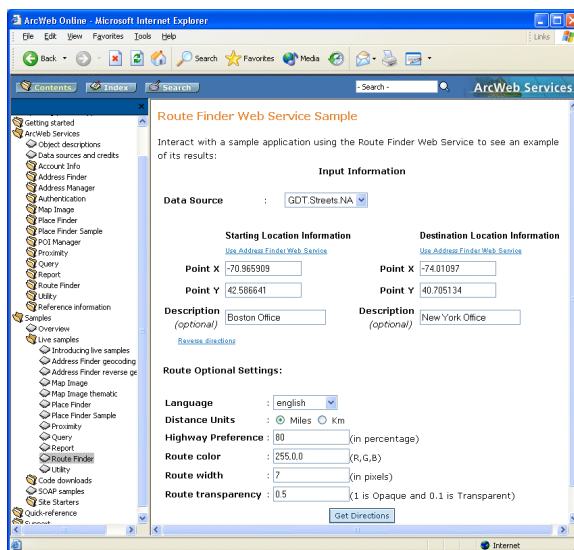 ArcWeb Online - Microsoft Internet Explorer
File Edit View Favorites Tools Help Links
Back Search Favorites Media
Contents Index Search - Search - ArcWeb Services
Getting started
ArcWeb Services
Object descriptions
Data sources and credits
Account Info
Address Finder
Address Manager
Authentication
Map Image
Place Finder
Place Finder Sample
POI Manager
Proximity
Query
Report
Route Finder
Utility
Reference information
Samples
Overview
Live samples
Introducing live samples
Address Finder geocoding
Address Finder reverse ge
Map Image
Map Image thematic
Place Finder
Place Finder Sample
Proximity
Query
Report
Route Finder
Utility
Code downloads
SOAP samples
Site Starters
Quick-reference
Support
Route Finder Web Service Sample
Interact with a sample application using the Route Finder Web Service to see an example
of its results:
Input Information
Data Source : GDT.Streets.NA
Starting Location Information Destination Location Information
Use Address Finder Web Service Use Address Finder Web Service
Point X -70.965909 Point X -74.01097
Point Y 42.586641 Point Y 40.705134
Description Boston Office Description New York Office
(optional) (optional)
Reverse directions
Route Optional Settings:
Language : english
Distance Units : Miles Km
Highway Preference : 80 (in percentage)
Route color : 255,0,0 (R,G,B)
Route width : 7 (in pixels)
Route transparency : 0.5 (1 is Opaque and 0.1 is Transparent)
Get Directions
Internet